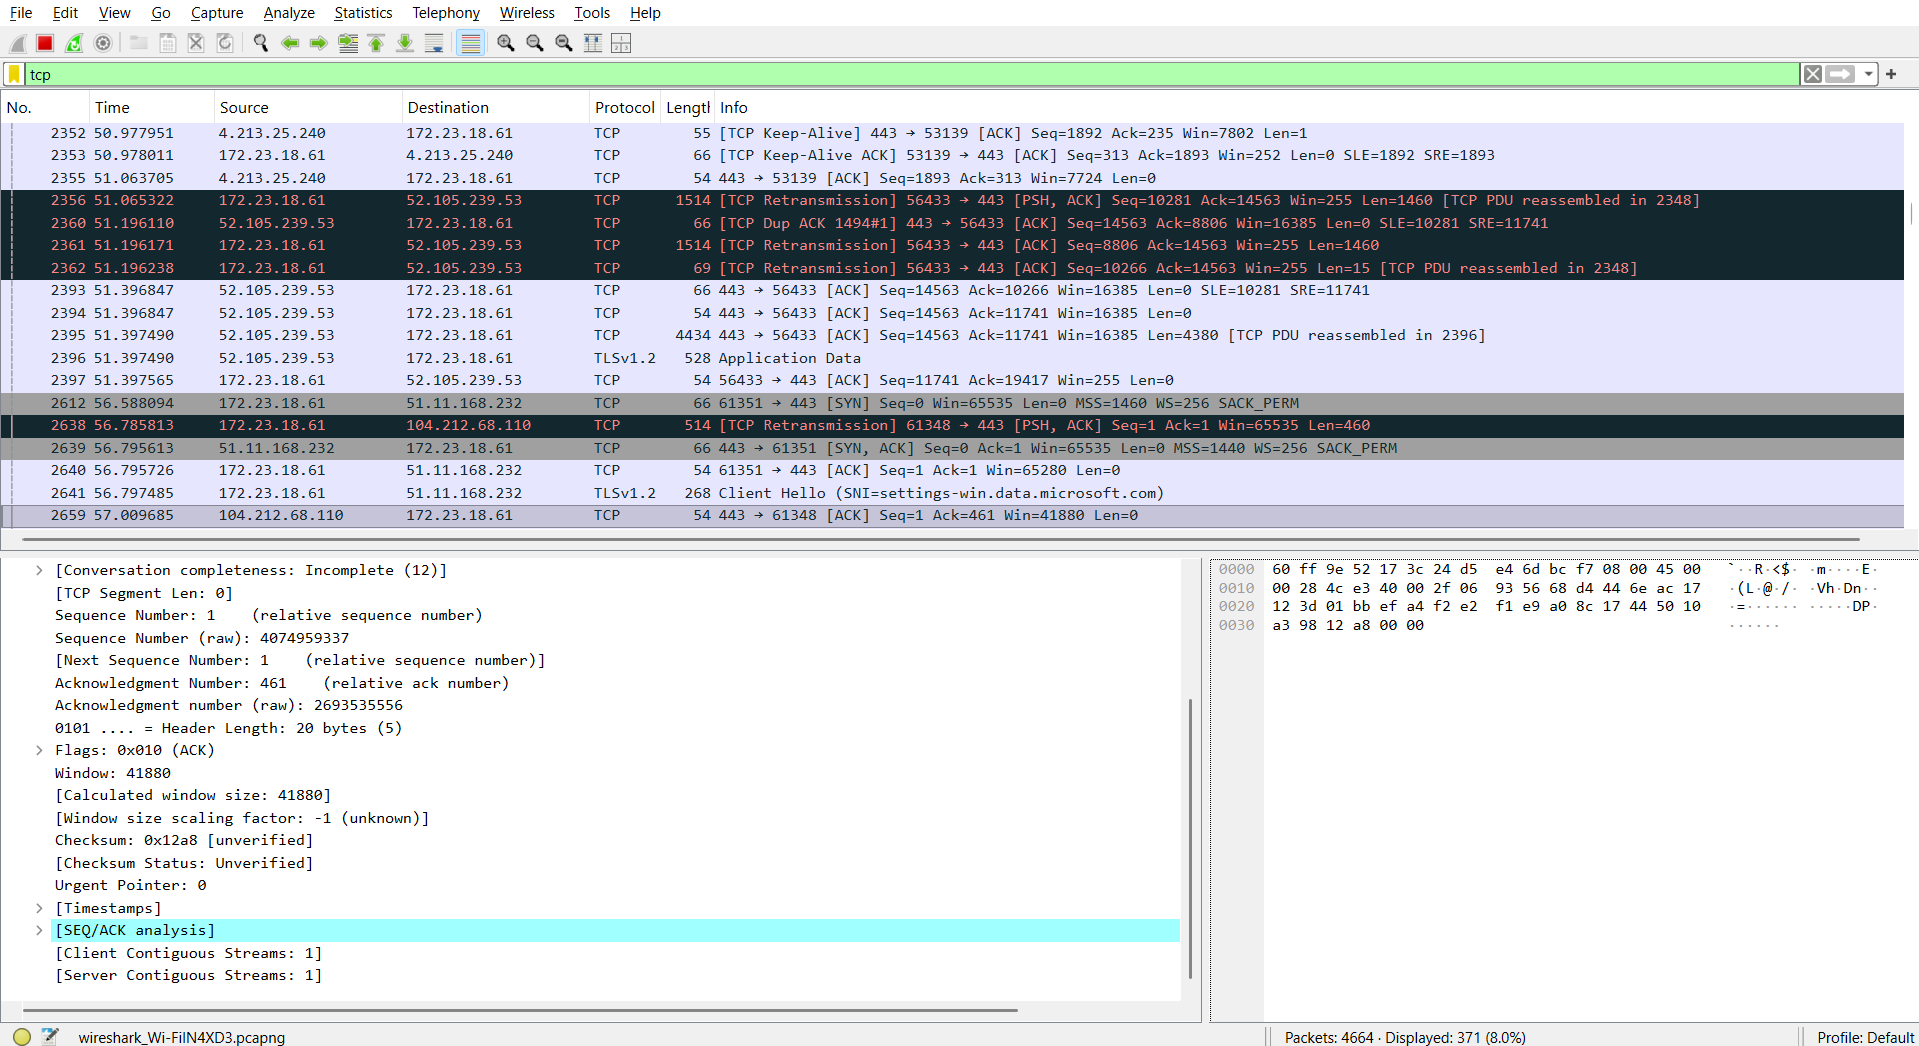 File Edit View Go Capture Analyze Statistics Telephony Wireless Tools Help
tcp
No. Time Source Destination Protocol Length Info
2352 50.977951 4.213.25.240 172.23.18.61 TCP 55 [TCP Keep-Alive] 443 → 53139 [ACK] Seq=1892 Ack=235 Win=7802 Len=1
2353 50.978011 172.23.18.61 4.213.25.240 TCP 66 [TCP Keep-Alive ACK] 53139 → 443 [ACK] Seq=313 Ack=1893 Win=252 Len=0 SLE=1892 SRE=1893
2355 51.063705 4.213.25.240 172.23.18.61 TCP 54 443 → 53139 [ACK] Seq=1893 Ack=313 Win=7724 Len=0
2356 51.065322 172.23.18.61 52.105.239.53 TCP 1514 [TCP Retransmission] 56433 → 443 [PSH, ACK] Seq=10281 Ack=14563 Win=255 Len=1460 [TCP PDU reassembled in 2348]
2360 51.196110 52.105.239.53 172.23.18.61 TCP 66 [TCP Dup ACK 1494#1] 443 → 56433 [ACK] Seq=14563 Ack=8806 Win=16385 Len=0 SLE=10281 SRE=11741
2361 51.196171 172.23.18.61 52.105.239.53 TCP 1514 [TCP Retransmission] 56433 → 443 [ACK] Seq=8806 Ack=14563 Win=255 Len=1460
2362 51.196238 172.23.18.61 52.105.239.53 TCP 69 [TCP Retransmission] 56433 → 443 [ACK] Seq=10266 Ack=14563 Win=255 Len=15 [TCP PDU reassembled in 2348]
2393 51.396847 52.105.239.53 172.23.18.61 TCP 66 443 → 56433 [ACK] Seq=14563 Ack=10266 Win=16385 Len=0 SLE=10281 SRE=11741
2394 51.396847 52.105.239.53 172.23.18.61 TCP 54 443 → 56433 [ACK] Seq=14563 Ack=11741 Win=16385 Len=0
2395 51.397490 52.105.239.53 172.23.18.61 TCP 4434 443 → 56433 [ACK] Seq=14563 Ack=11741 Win=16385 Len=4380 [TCP PDU reassembled in 2396]
2396 51.397490 52.105.239.53 172.23.18.61 TLSv1.2 528 Application Data
2397 51.397565 172.23.18.61 52.105.239.53 TCP 54 56433 → 443 [ACK] Seq=11741 Ack=19417 Win=255 Len=0
2612 56.588094 172.23.18.61 51.11.168.232 TCP 66 61351 → 443 [SYN] Seq=0 Win=65535 Len=0 MSS=1460 WS=256 SACK_PERM
2638 56.785813 172.23.18.61 104.212.68.110 TCP 514 [TCP Retransmission] 61348 → 443 [PSH, ACK] Seq=1 Ack=1 Win=65535 Len=460
2639 56.795613 51.11.168.232 172.23.18.61 TCP 66 443 → 61351 [SYN, ACK] Seq=0 Ack=1 Win=65535 Len=0 MSS=1440 WS=256 SACK_PERM
2640 56.795726 172.23.18.61 51.11.168.232 TCP 54 61351 → 443 [ACK] Seq=1 Ack=1 Win=65280 Len=0
2641 56.797485 172.23.18.61 51.11.168.232 TLSv1.2 268 Client Hello (SNI=settings-win.data.microsoft.com)
2659 57.009685 104.212.68.110 172.23.18.61 TCP 54 443 → 61348 [ACK] Seq=1 Ack=461 Win=41880 Len=0
[Conversation completeness: Incomplete (12)]
[TCP Segment Len: 0]
Sequence Number: 1 (relative sequence number)
Sequence Number (raw): 4074959337
[Next Sequence Number: 1 (relative sequence number)]
Acknowledgment Number: 461 (relative ack number)
Acknowledgment number (raw): 2693535556
0101 .... = Header Length: 20 bytes (5)
Flags: 0x010 (ACK)
Window: 41880
[Calculated window size: 41880]
[Window size scaling factor: -1 (unknown)]
Checksum: 0x12a8 [unverified]
[Checksum Status: Unverified]
Urgent Pointer: 0
[Timestamps]
[SEQ/ACK analysis]
[Client Contiguous Streams: 1]
[Server Contiguous Streams: 1]
0000 60 ff 9e 52 17 3c 24 d5 e4 6d bc f7 08 00 45 00 `··R·<$· ·m····E·
0010 00 28 4c e3 40 00 2f 06 93 56 68 d4 44 6e ac 17 ·(L·@·/· ·Vh·Dn··
0020 12 3d 01 bb ef a4 f2 e2 f1 e9 a0 8c 17 44 50 10 ·=······ ·····DP·
0030 a3 98 12 a8 00 00 ······
wireshark_Wi-FiIN4XD3.pcapng
Packets: 4664 · Displayed: 371 (8.0%)
Profile: Default